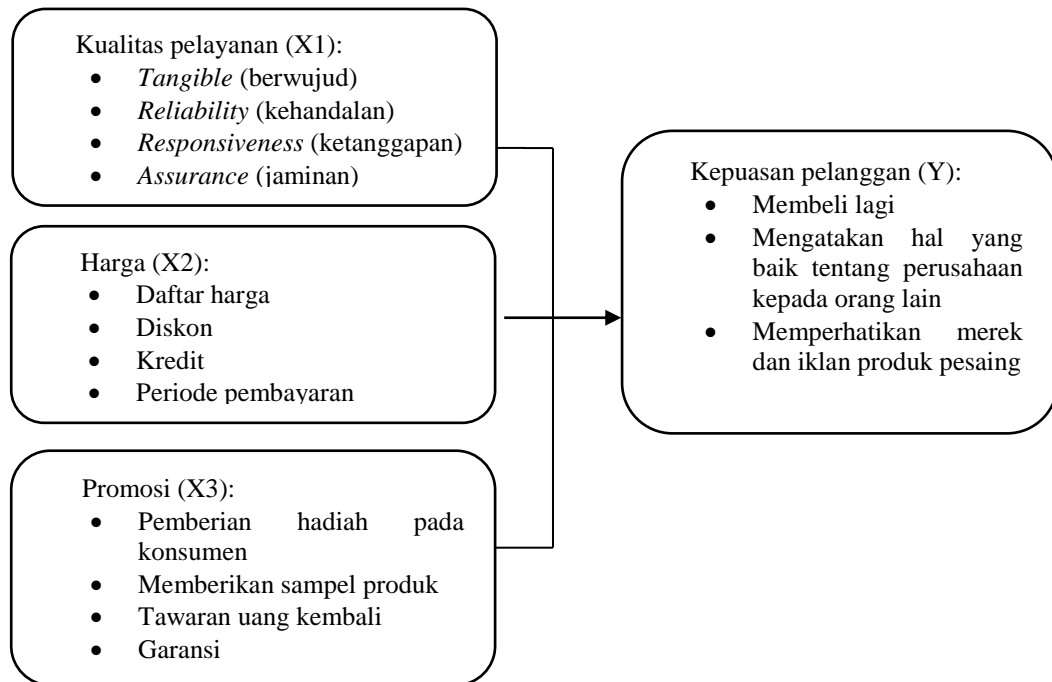 Kualitas pelayanan (X1):
• Tangible (berwujud)
• Reliability (kehandalan)
• Responsiveness (ketanggapan)
• Assurance (jaminan)
Harga (X2):
• Daftar harga
• Diskon
• Kredit
• Periode pembayaran
Promosi (X3):
• Pemberian hadiah pada
konsumen
• Memberikan sampel produk
• Tawaran uang kembali
• Garansi
Kepuasan pelanggan (Y):
• Membeli lagi
• Mengatakan hal yang
baik tentang perusahaan
kepada orang lain
• Memperhatikan merek
dan iklan produk pesaing